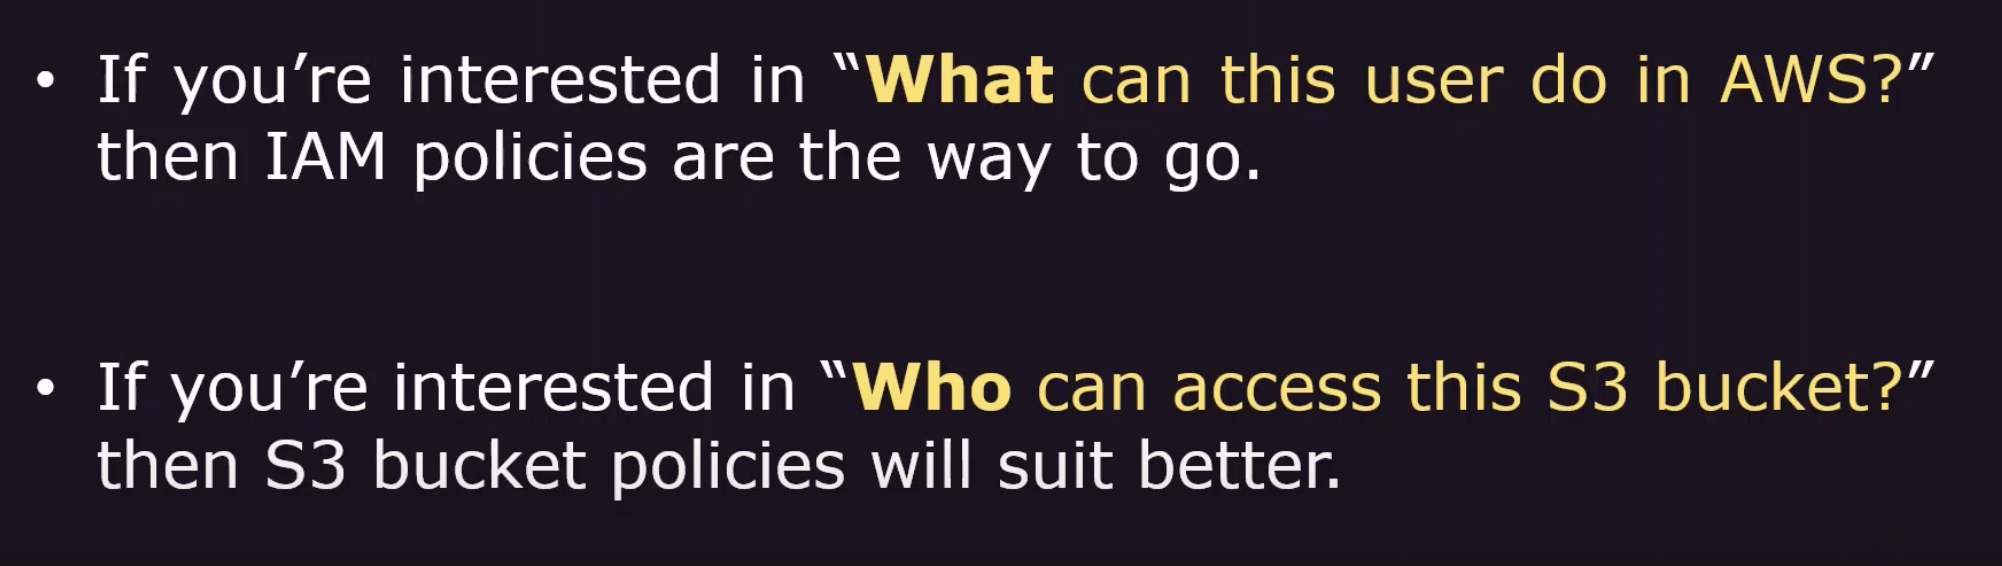 • If you’re interested in “What can this user do in AWS?”
then IAM policies are the way to go.
• If you’re interested in “Who can access this S3 bucket?”
then S3 bucket policies will suit better.